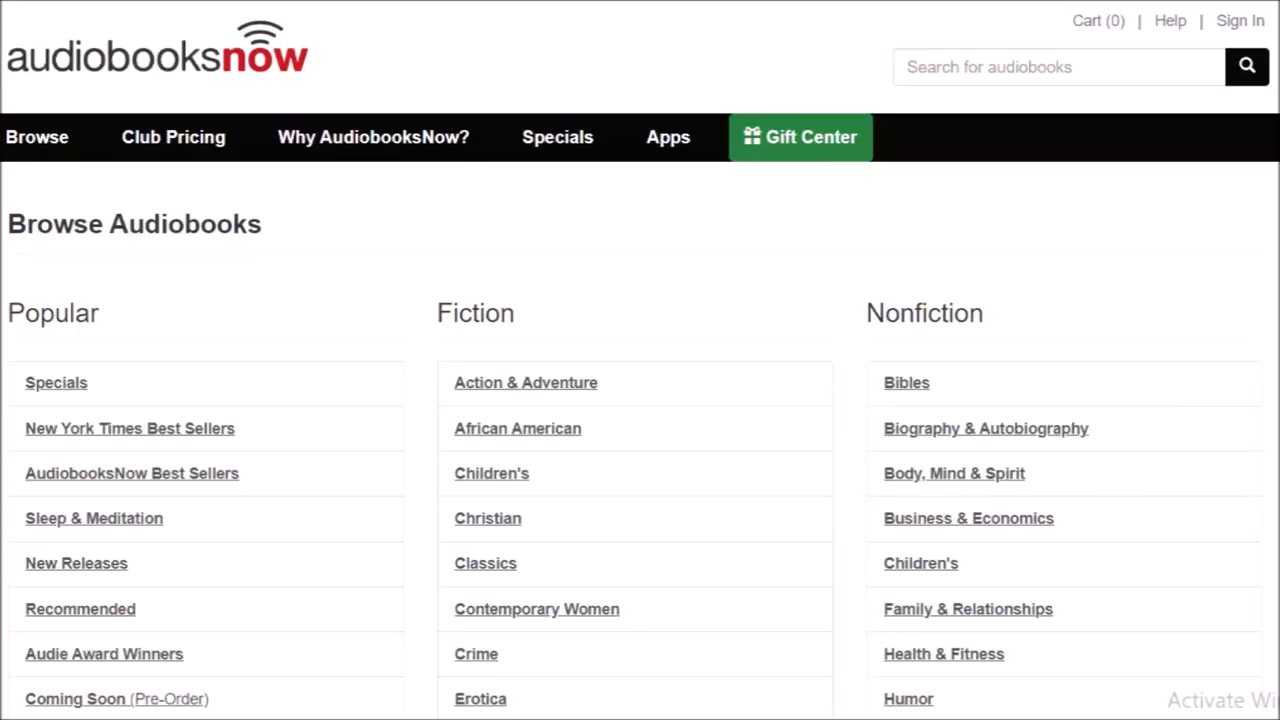 audiobooksnow
Cart (0) | Help | Sign In
Search for audiobooks
Browse Club Pricing Why AudiobooksNow? Specials Apps Gift Center
Browse Audiobooks
Popular
Specials
New York Times Best Sellers
AudiobooksNow Best Sellers
Sleep & Meditation
New Releases
Recommended
Audie Award Winners
Coming Soon (Pre-Order)
Fiction
Action & Adventure
African American
Children's
Christian
Classics
Contemporary Women
Crime
Erotica
Nonfiction
Bibles
Biography & Autobiography
Body, Mind & Spirit
Business & Economics
Children's
Family & Relationships
Health & Fitness
Humor
Activate